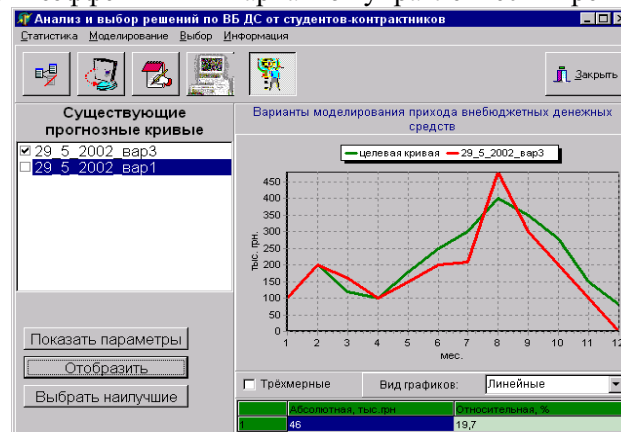 Анализ и выбор решений по ВБ ДС от студентов-контрактников
Статистика Моделирование Выбор Информация
Закрыть
Существующие
прогнозные кривые
29_5_2002_вар3
29_5_2002_вар1
Показать параметры
Отобразить
Выбрать наилучшие
Варианты моделирования прихода внебюджетных денежных
средств
целевая кривая 29_5_2002_вар3
тыс. грн.
450
400
350
300
250
200
150
100
50
0
1 2 3 4 5 6 7 8 9 10 11 12
мес.
Трёхмерные Вид графиков: Линейные
Абсолютная, тыс.грн Относительная, %
1 46 19,7